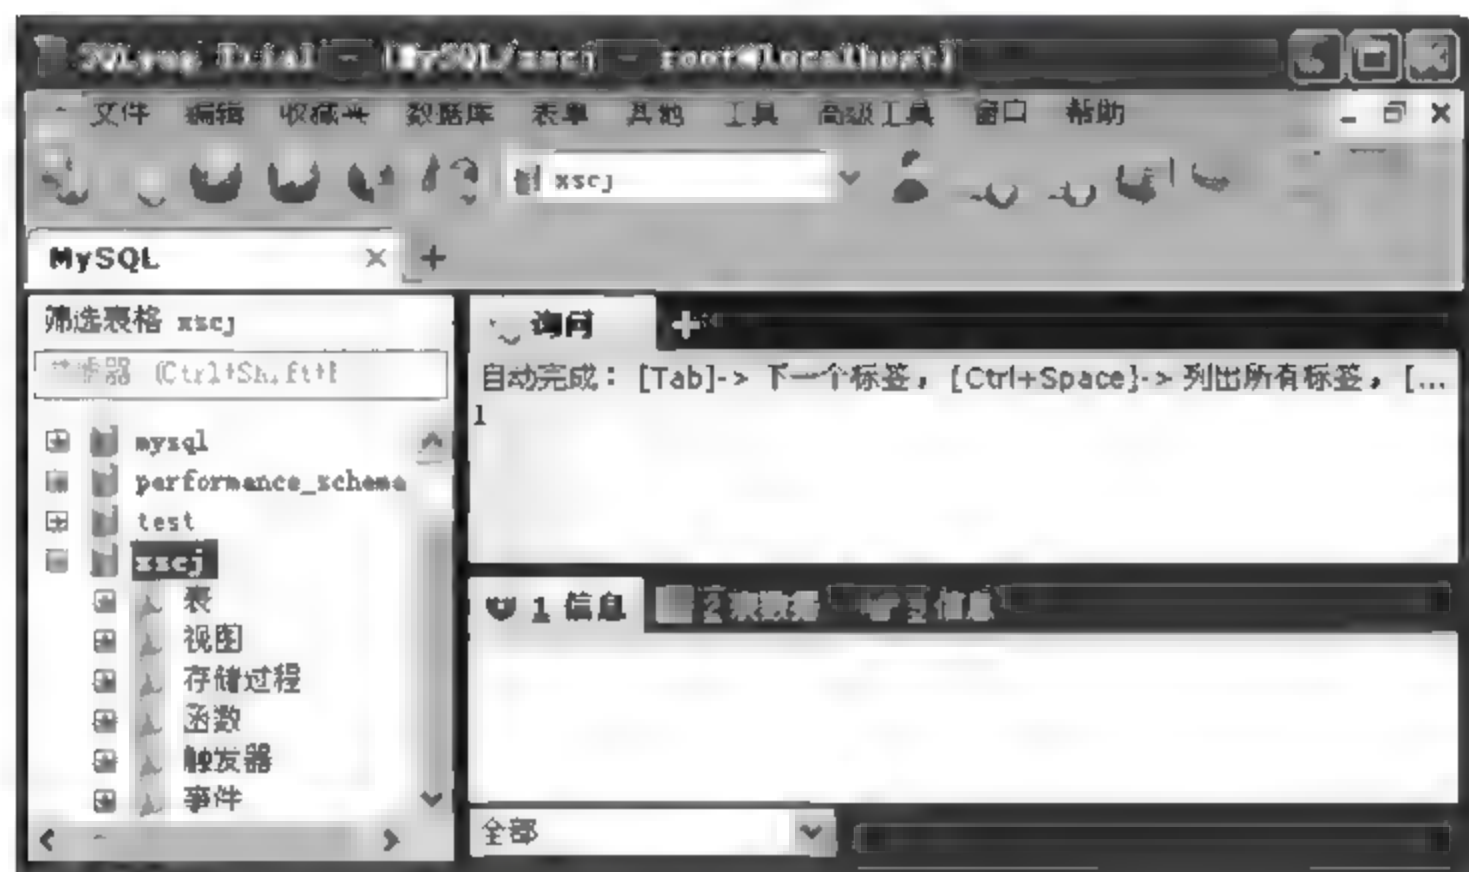 SQLyog Trial - [MySQL/xscj - root@localhost]
文件 编辑 收藏夹 数据库 表单 其他 工具 高级工具 窗口 帮助
xscj
MySQL
筛选表格 xscj
(Ctrl+Shift+
mysql
performance_schema
test
xscj
表
视图
存储过程
函数
触发器
事件
询问
自动完成: [Tab]-> 下一个标签, [Ctrl+Space]-> 列出所有标签, [...
1
1 信息 2 表数据 3 信息
全部